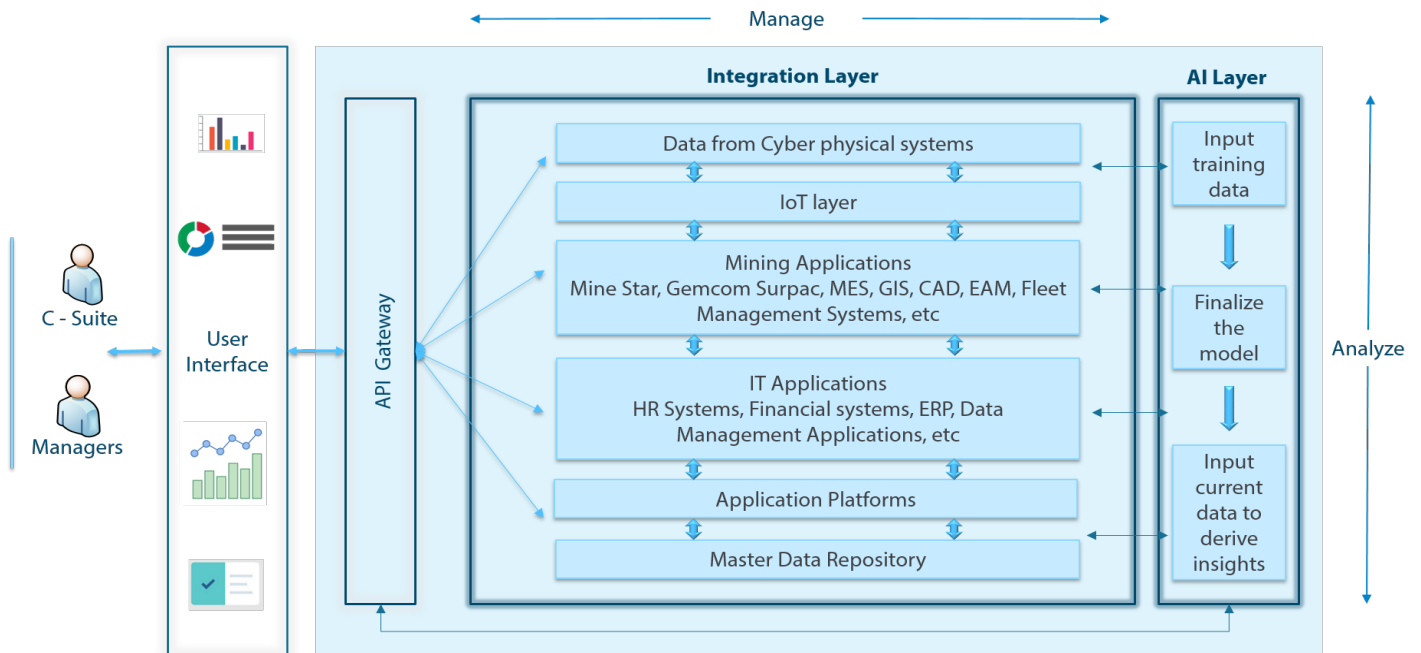 Manage
Integration Layer
AI Layer
C - Suite
Managers
User
Interface
API Gateway
Data from Cyber physical systems
IoT layer
Mining Applications
Mine Star, Gemcom Surpac, MES, GIS, CAD, EAM, Fleet
Management Systems, etc
IT Applications
HR Systems, Financial systems, ERP, Data
Management Applications, etc
Application Platforms
Master Data Repository
Input
training
data
Finalize
the
model
Input
current
data to
derive
insights
Analyze